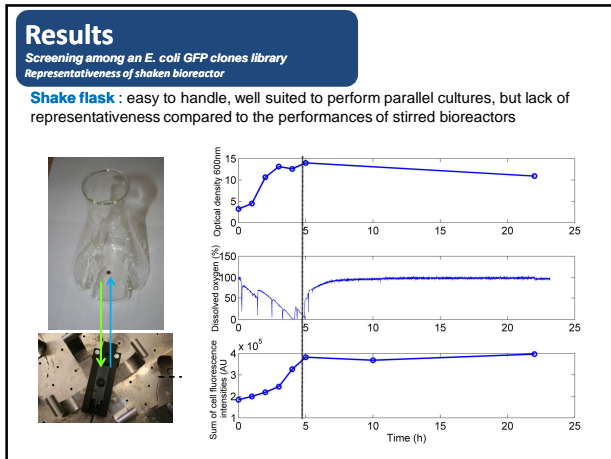 Results
Screening among an E. coli GFP clones library
Representativeness of shaken bioreactor
Shake flask : easy to handle, well suited to perform parallel cultures, but lack of
representativeness compared to the performances of stirred bioreactors
Optical density 600nm
15
10
5
0
0 5 10 15 20 25
Dissolved oxygen (%)
150
100
50
0
0 5 10 15 20 25
Sum of cell fluorescence
intensities (AU
x 10^5
4
3
2
1
0 5 10 15 20 25
Time (h)